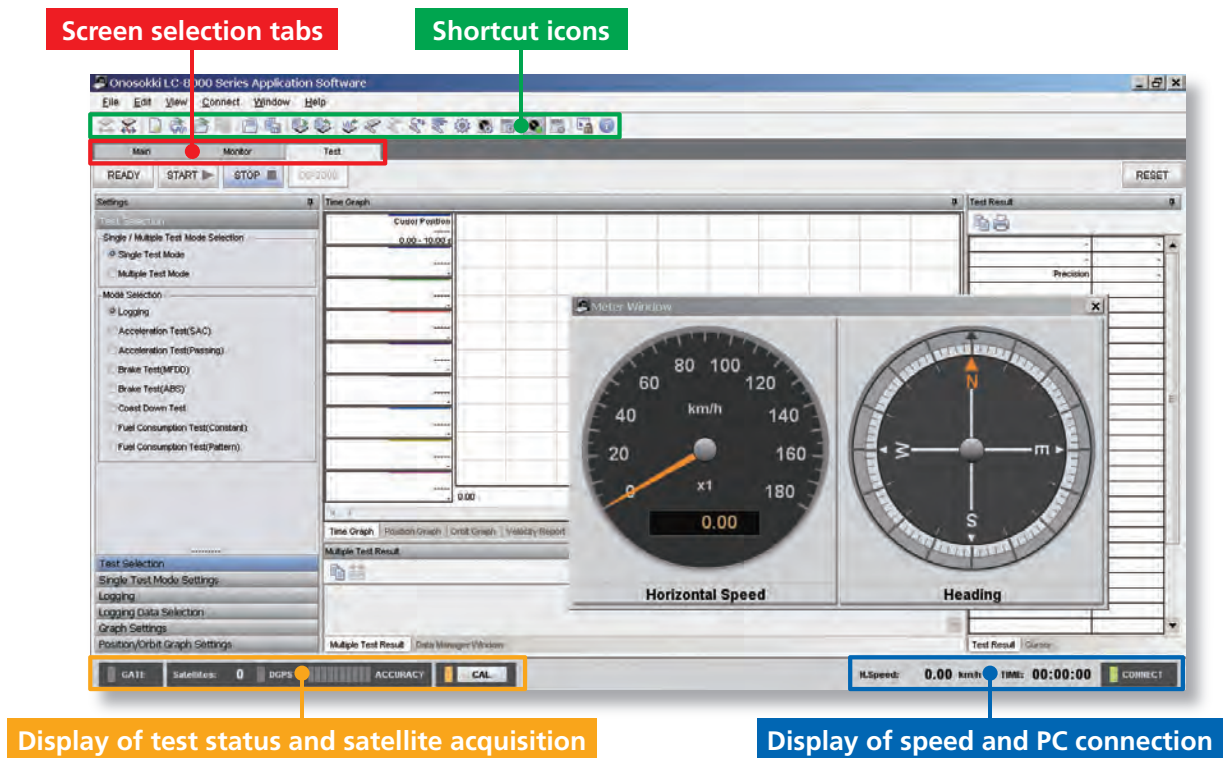 Screen selection tabs
Shortcut icons
Onosokki LC-8000 Series Application Software
File Edit View Connect Window Help
Main Monitor Test
READY START STOP RESET
Settings Time Graph Test Result
Test Selection
Single / Multiple Test Mode Selection
Single Test Mode
Multiple Test Mode
Mode Selection
Logging
Acceleration Test(SAC)
Acceleration Test(Passing)
Brake Test(MFDD)
Brake Test(ABS)
Coast Down Test
Fuel Consumption Test(Constant)
Fuel Consumption Test(Pattern)
Test Selection
Single Test Mode Settings
Logging
Logging Data Selection
Graph Settings
Position/Orbit Graph Settings
Cursor Position
-----
0.00 - 10.00 s
-----
-----
-----
-----
-----
-----
-----
0.00
Time Graph Position Graph Orbit Graph Velocity Report
Multiple Test Result
Multiple Test Result Data Manager Window
Precision
Test Result Cursor
Meter Window
0 20 40 60 80 100 120 140 160 180
km/h
x1
0.00
Horizontal Speed
N
W E
S
Heading
GATE Satellites: 0 DGPS ACCURACY CAL
H.Speed: 0.00 km/h TIME: 00:00:00 CONNECT
Display of test status and satellite acquisition
Display of speed and PC connection